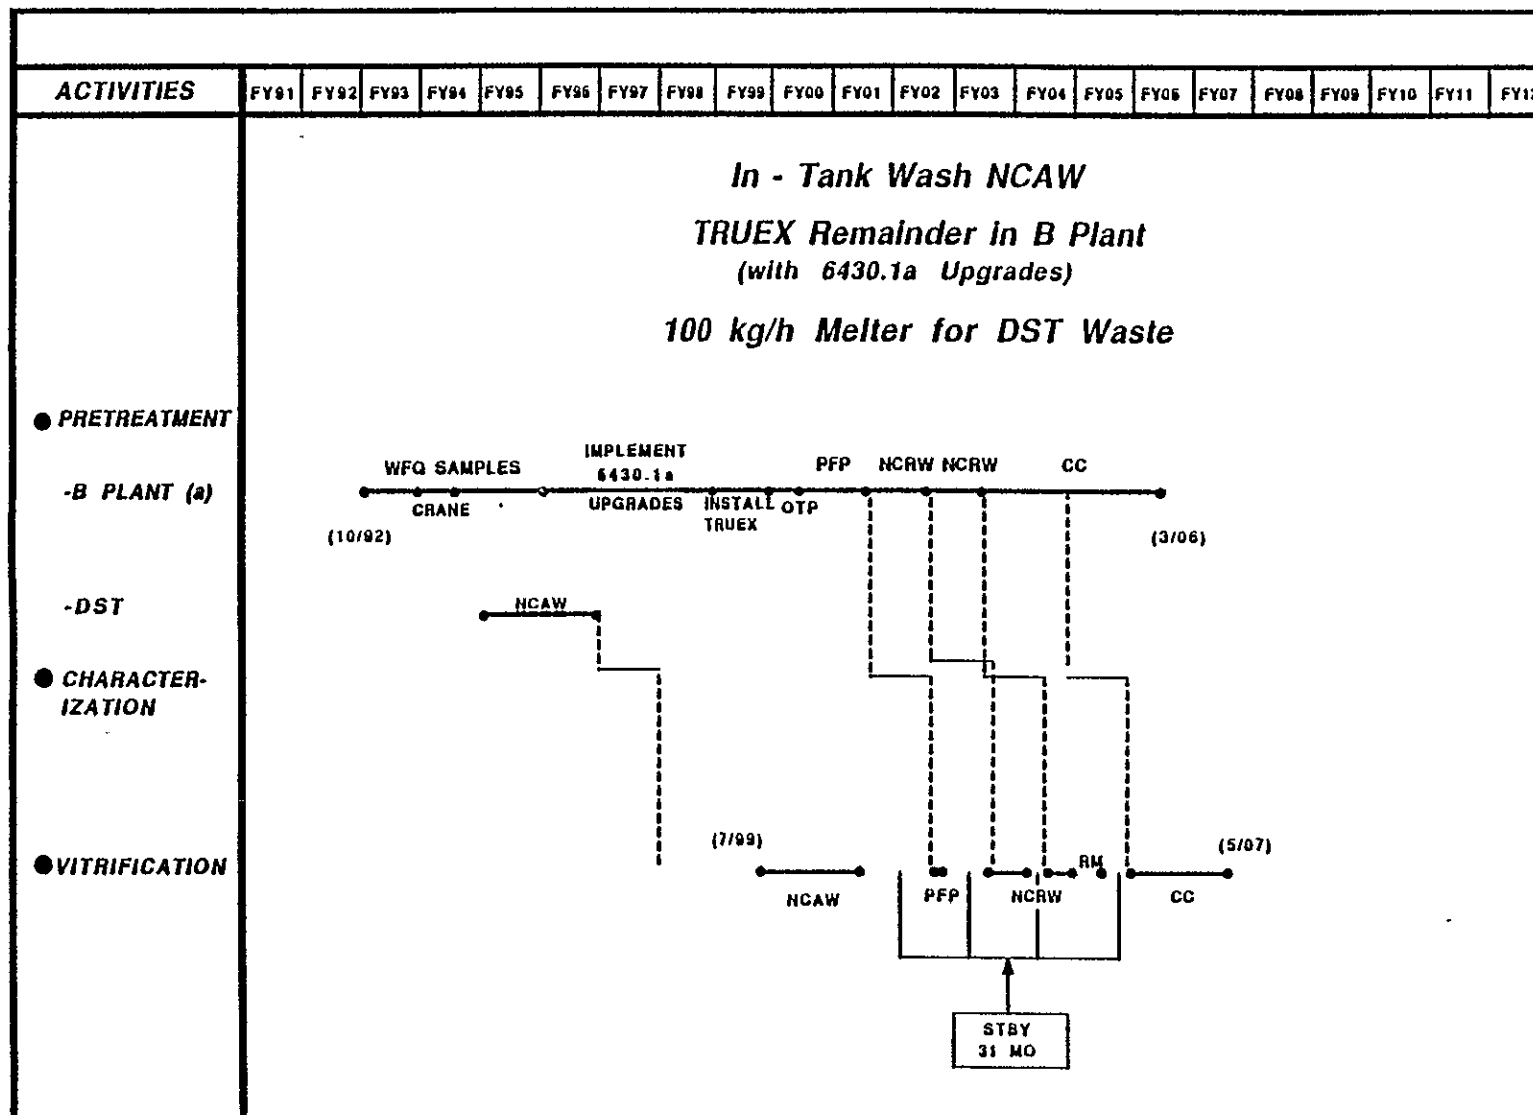 ACTIVITIES FY91 FY92 FY93 FY94 FY95 FY96 FY97 FY98 FY99 FY00 FY01 FY02 FY03 FY04 FY05 FY06 FY07 FY08 FY09 FY10 FY11
In - Tank Wash NCAW
TRUEX Remainder in B Plant
(with 6430.1a Upgrades)
100 kg/h Melter for DST Waste
● PRETREATMENT
-B PLANT (a)
WFQ SAMPLES
CRANE
IMPLEMENT
6430.1a
UPGRADES
INSTALL
TRUEX
OTP
PFP NCRW NCRW CC
(10/92)
(3/06)
-DST
NCAW
● CHARACTER-
IZATION
● VITRIFICATION
(7/99)
NCAW
PFP
NCRW
RM
CC
(5/07)
STBY
31 MO